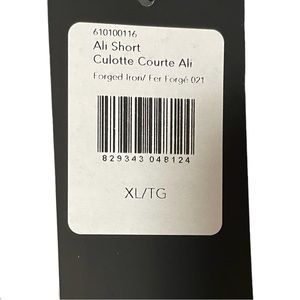 610100116
Ali Short
Culotte Courte Ali
Forged Iron/ Fer Forgé 021
829343 048124
XL/TG